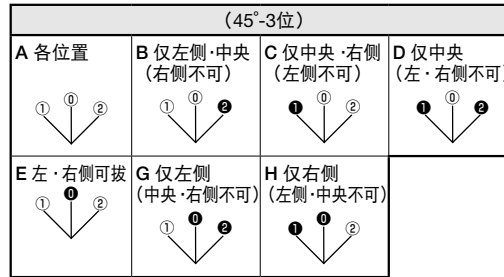 （45°-3位）
A 各位置
① ⓪ ②
B 仅左侧·中央
（右侧不可）
① ⓪ ❷
C 仅中央·右侧
（左侧不可）
❶ ⓪ ②
D 仅中央
（左·右侧不可）
❶ ⓪ ❷
E 左·右侧可拔
① ⓿ ②
G 仅左侧
（中央·右侧不可）
① ⓿ ❷
H 仅右侧
（左侧·中央不可）
❶ ⓿ ②